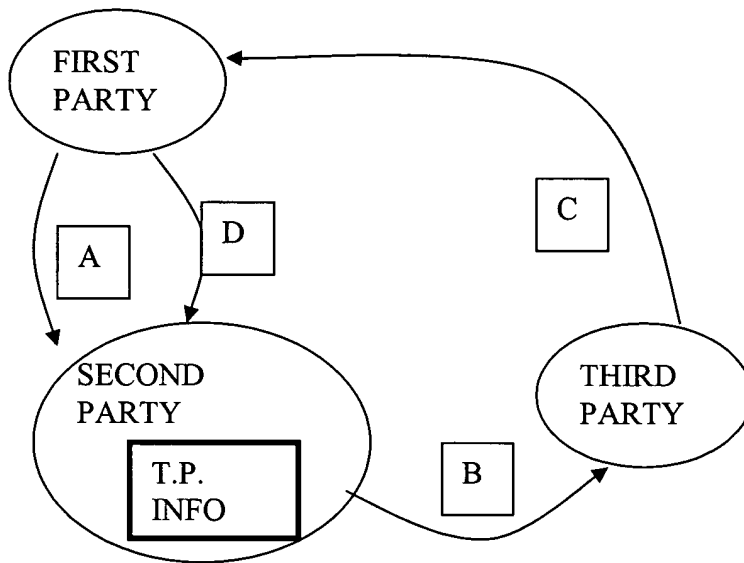 FIRST
PARTY
A
D
C
SECOND
PARTY
T.P.
INFO
B
THIRD
PARTY